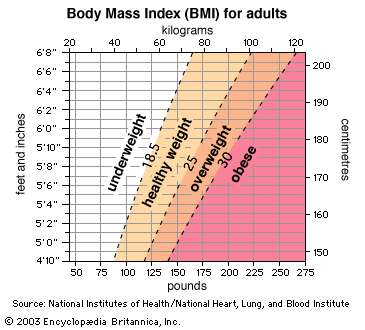 Body Mass Index (BMI) for adults
kilograms
20 40 60 80 100 120
6'8"
6'6"
6'4"
6'2"
6'0"
5'10"
5'8"
5'6"
5'4"
5'2"
5'0"
4'10"
feet and inches
underweight
18.5
healthy weight
25
overweight
30
obese
200
190
180
170
160
150
centimetres
50 75 100 125 150 175 200 225 250 275
pounds
Source: National Institutes of Health/National Heart, Lung, and Blood Institute
© 2003 Encyclopædia Britannica, Inc.